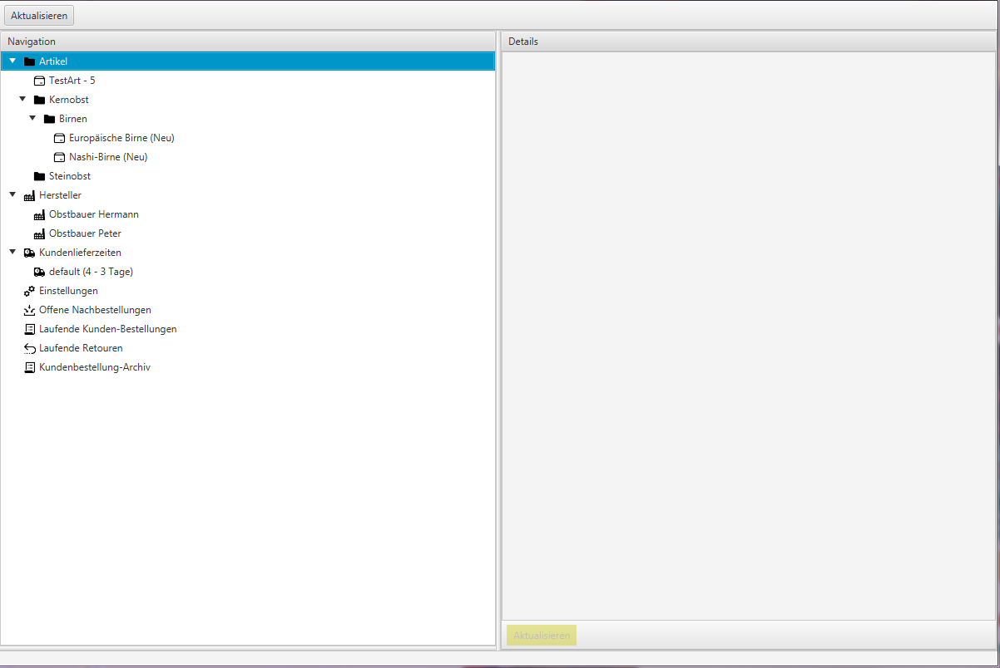 Aktualisieren
Navigation
Details
Artikel
TestArt - 5
Kernobst
Birnen
Europäische Birne (Neu)
Nashi-Birne (Neu)
Steinobst
Hersteller
Obstbauer Hermann
Obstbauer Peter
Kundenlieferzeiten
default (4 - 3 Tage)
Einstellungen
Offene Nachbestellungen
Laufende Kunden-Bestellungen
Laufende Retouren
Kundenbestellung-Archiv
Aktualisieren